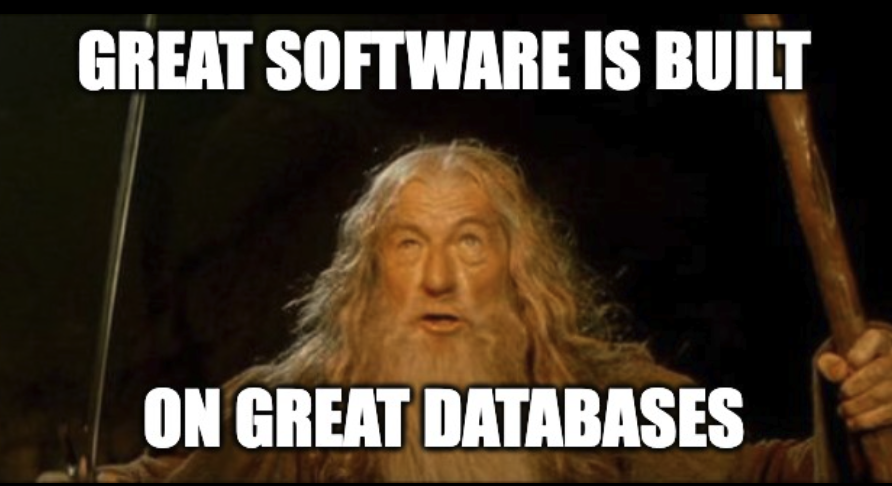 GREAT SOFTWARE IS BUILT
ON GREAT DATABASES